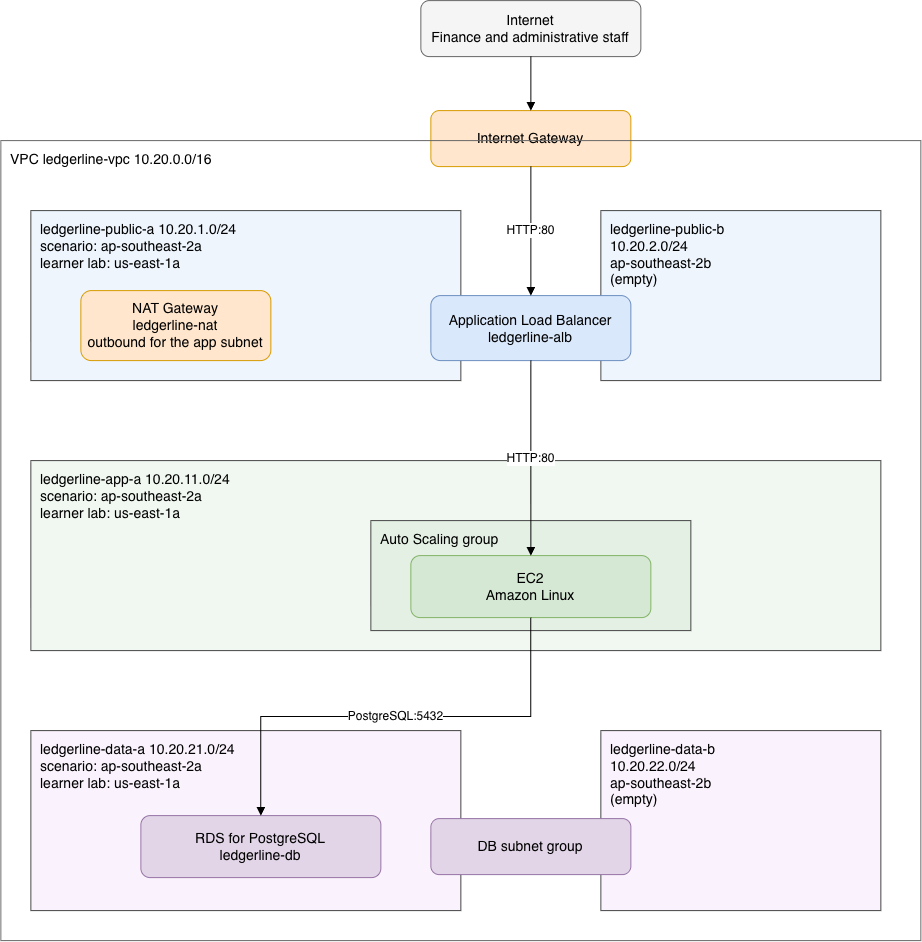 Internet
Finance and administrative staff
Internet Gateway
VPC ledgerline-vpc 10.20.0.0/16
HTTP:80
ledgerline-public-a 10.20.1.0/24
scenario: ap-southeast-2a
learner lab: us-east-1a
ledgerline-public-b
10.20.2.0/24
ap-southeast-2b
(empty)
NAT Gateway
ledgerline-nat
outbound for the app subnet
Application Load Balancer
ledgerline-alb
HTTP:80
ledgerline-app-a 10.20.11.0/24
scenario: ap-southeast-2a
learner lab: us-east-1a
Auto Scaling group
EC2
Amazon Linux
PostgreSQL:5432
ledgerline-data-a 10.20.21.0/24
scenario: ap-southeast-2a
learner lab: us-east-1a
ledgerline-data-b
10.20.22.0/24
ap-southeast-2b
(empty)
RDS for PostgreSQL
ledgerline-db
DB subnet group